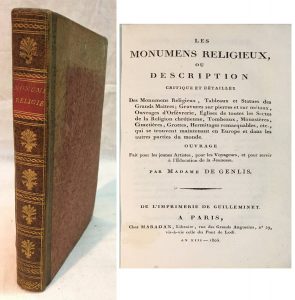 MONUMENS
RELIGIE
LES
MONUMENS RELIGIEUX,
OU
DESCRIPTION
CRITIQUE ET DÉTAILLÉE
Des Monumens Religieux, Tableaux et Statues des
Grands Maîtres; Gravures sur pierres et sur métaux,
Ouvrages d'Orfévrerie, Églises de toutes les Sectes
de la Religion chrétienne, Tombeaux, Monastères,
Cimetières, Grottes, Hermitages remarquables, etc.,
qui se trouvent maintenant en Europe et dans les
autres parties du monde.
OUVRAGE
Fait pour les jeunes Artistes, pour les Voyageurs, et pour servir
à l'Éducation de la Jeunesse.
PAR MADAME DE GENLIS.
DE L'IMPRIMERIE DE GUILLEMINET.
A PARIS,
Chez MARADAN, Libraire, rue des Grands Augustins, n° 29,
vis-à-vis celle du Pont de Lodi.
AN XIII — 1805.